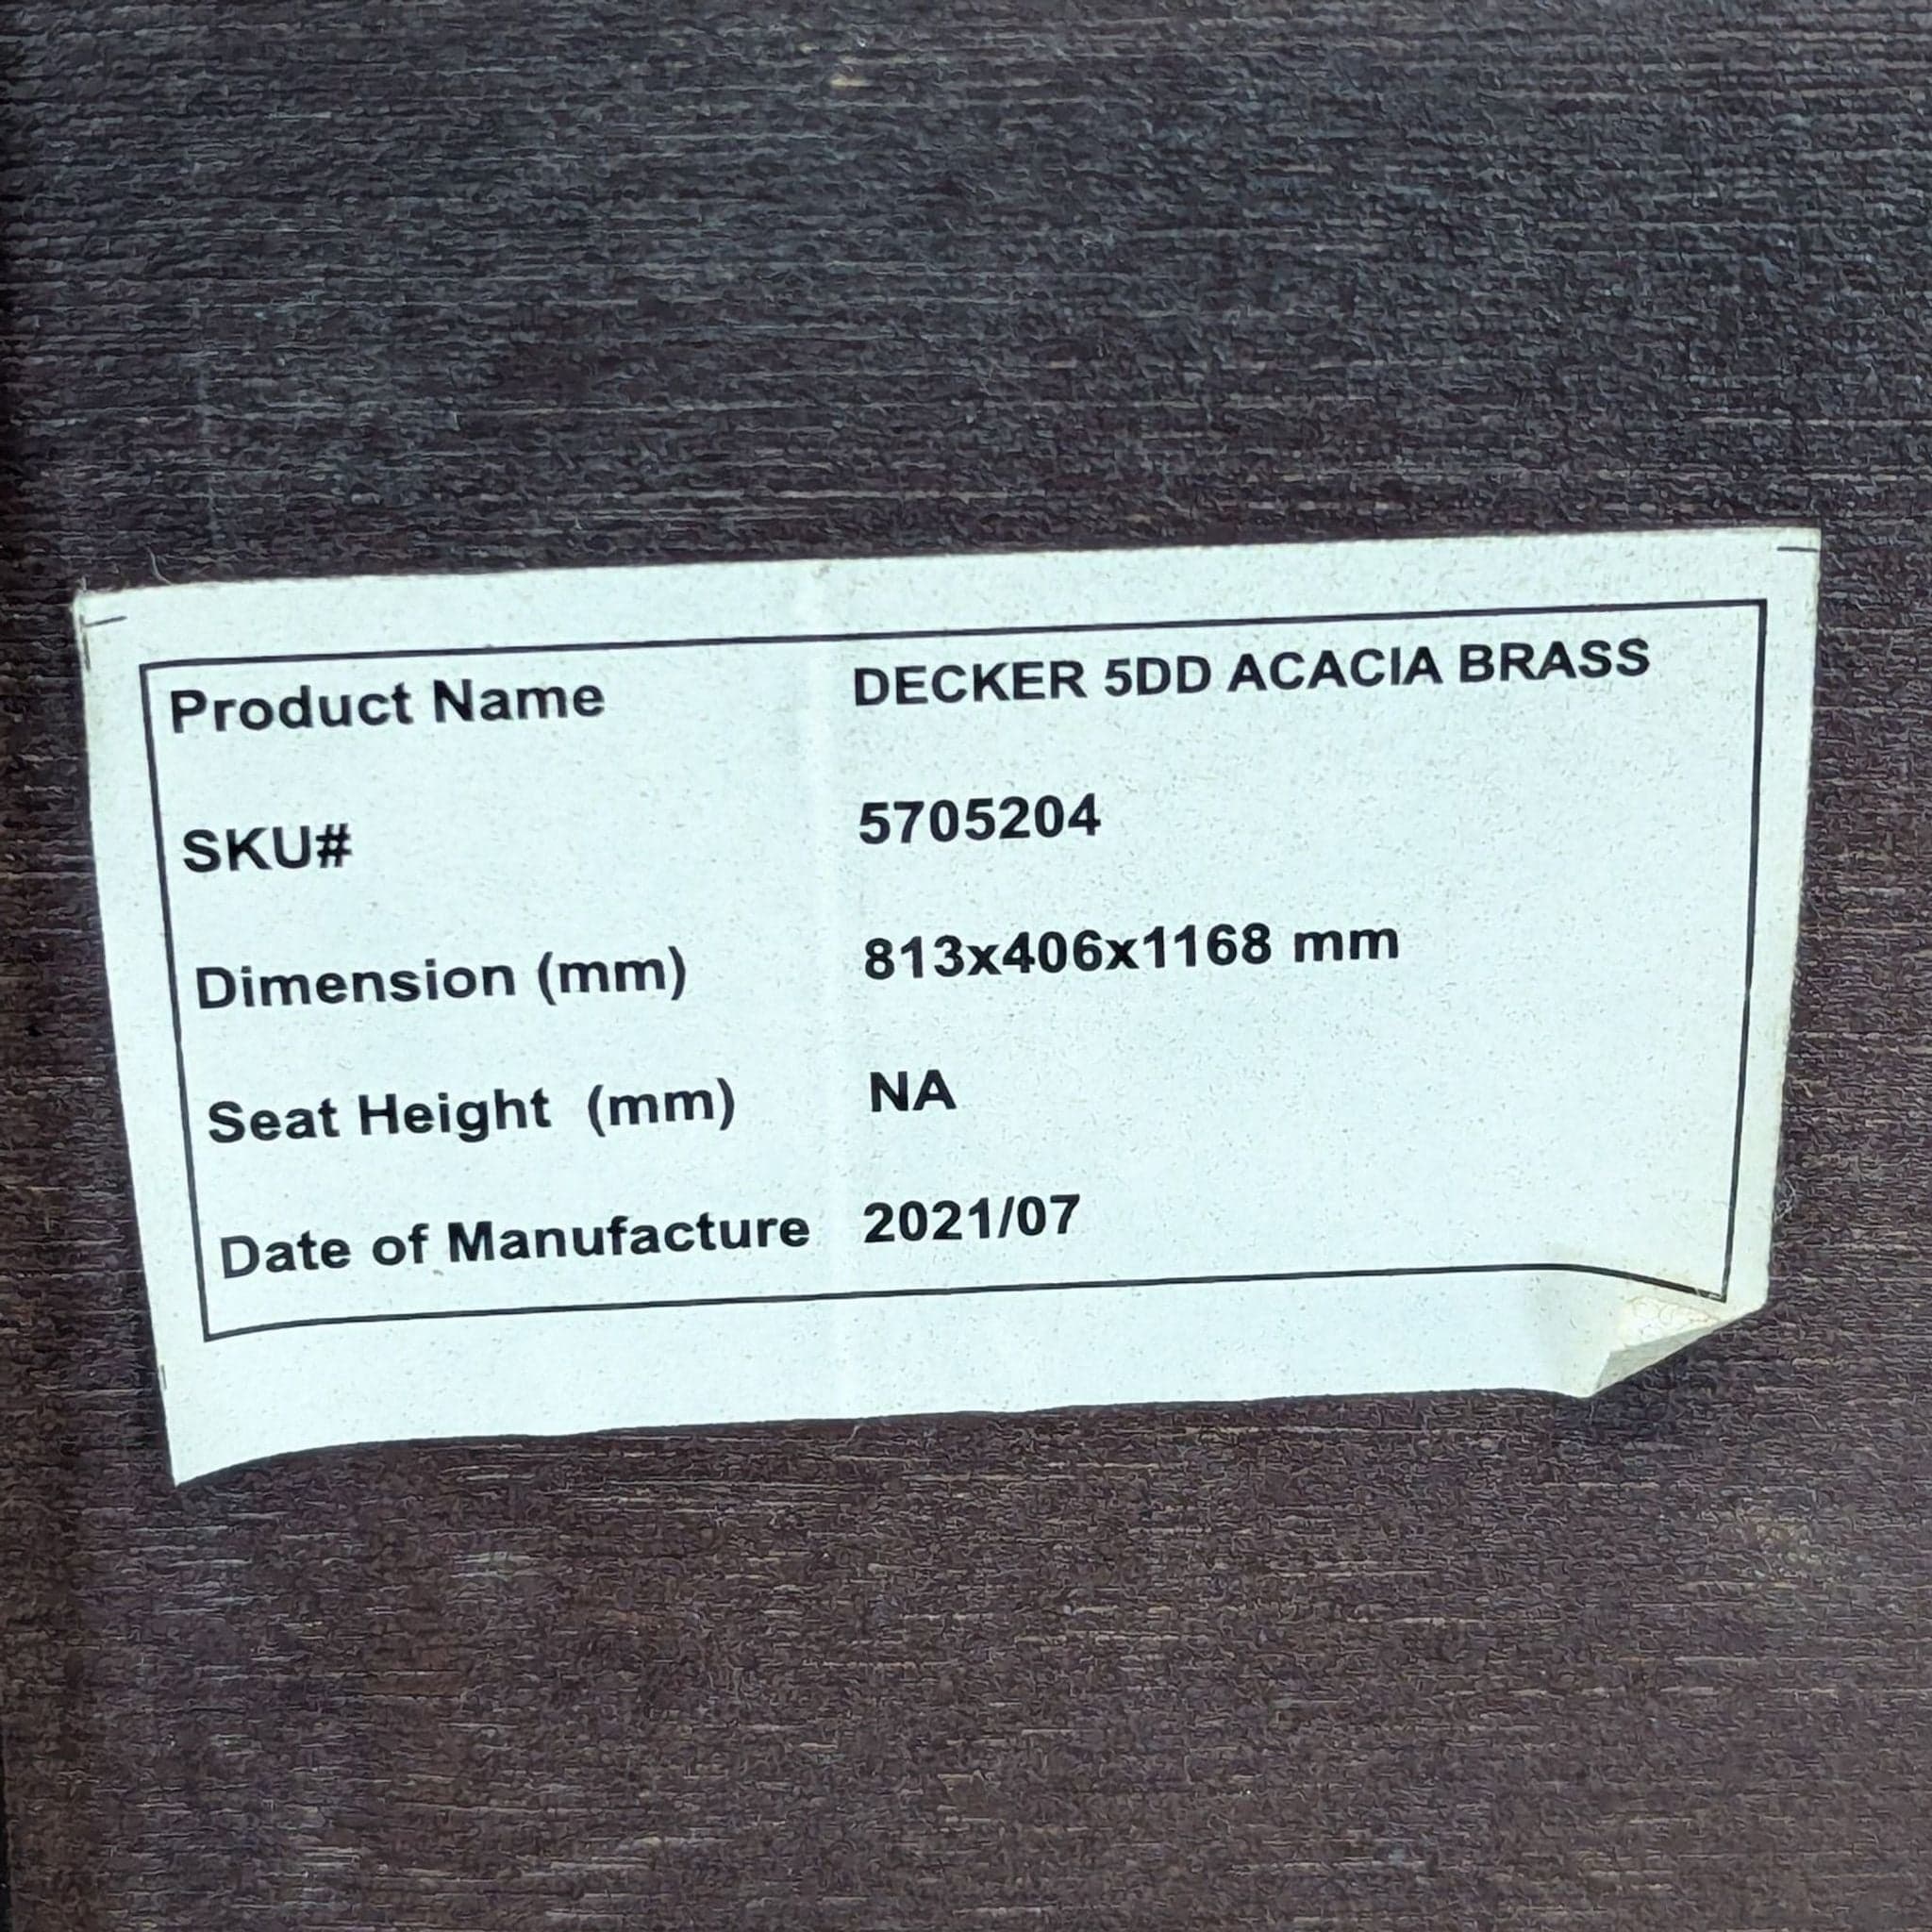 Product Name DECKER 5DD ACACIA BRASS
SKU# 5705204
Dimension (mm) 813x406x1168 mm
Seat Height (mm) NA
Date of Manufacture 2021/07